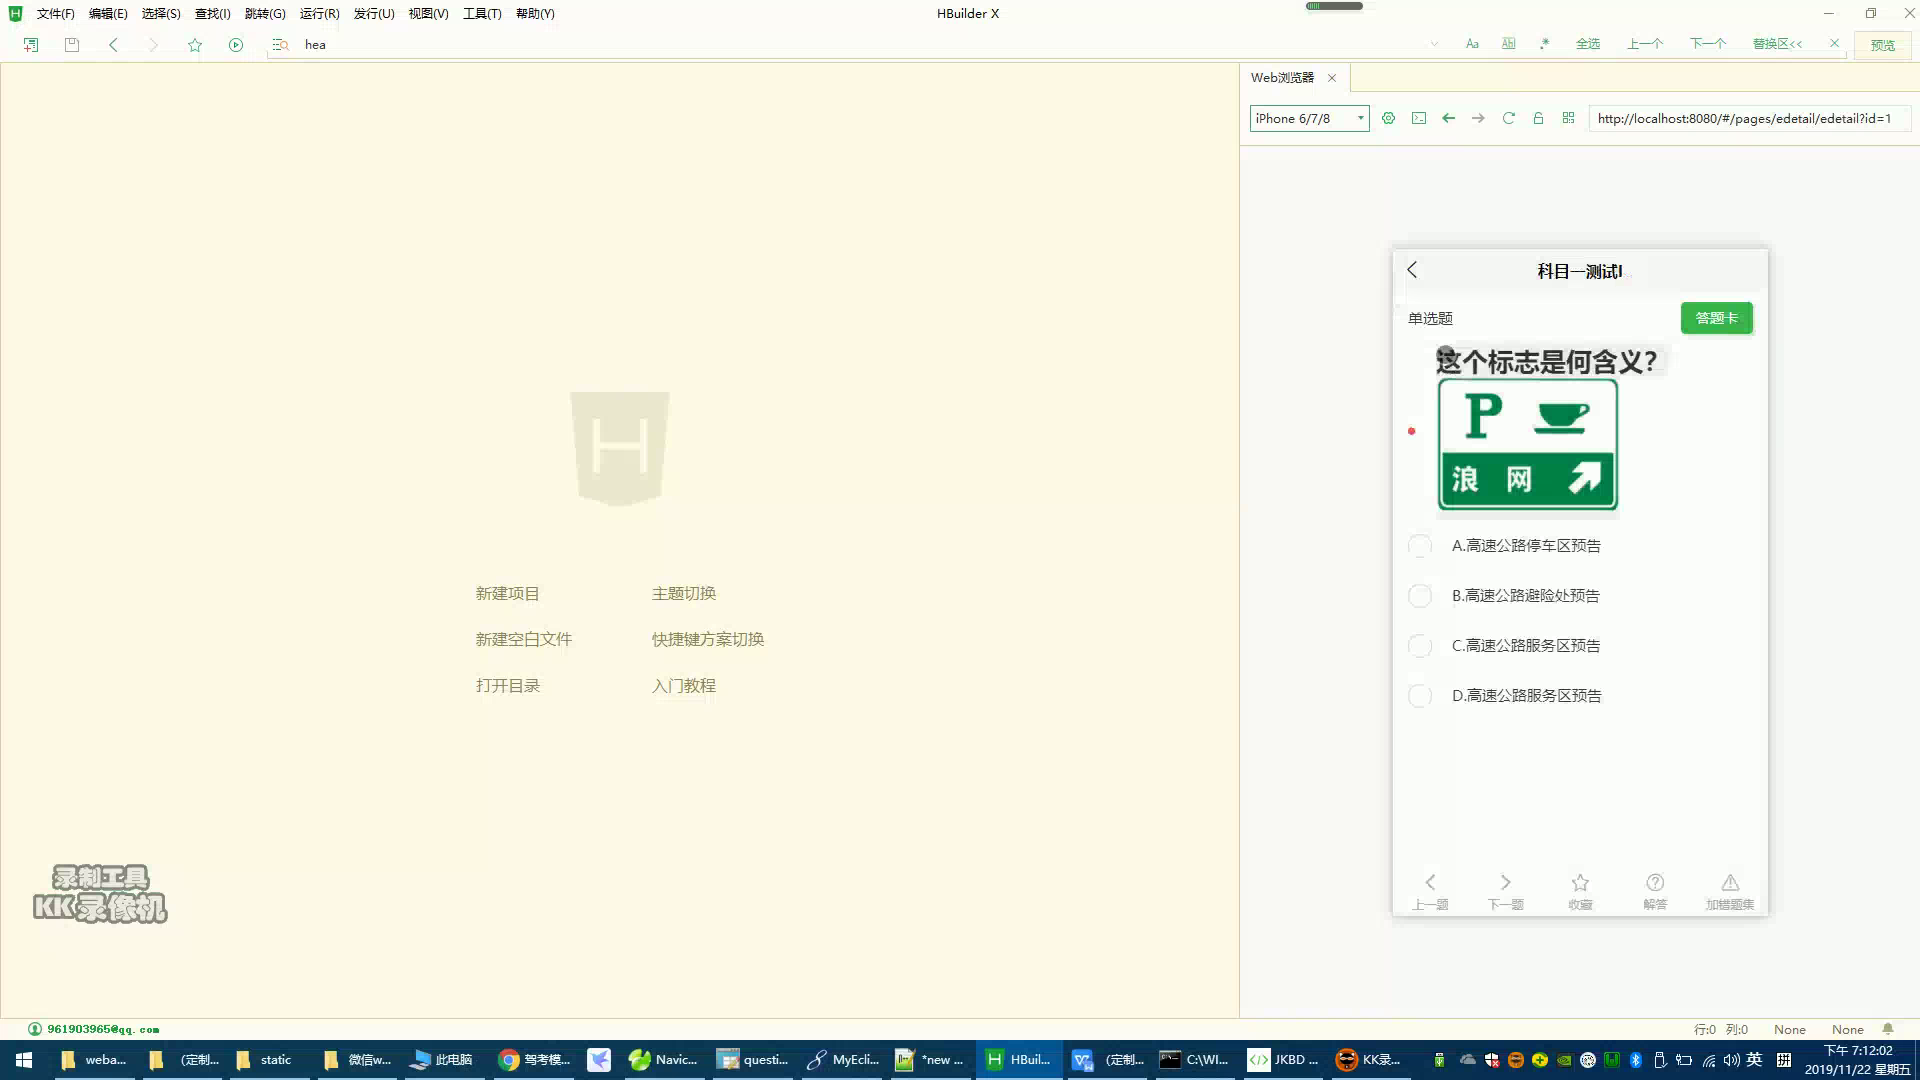 文件(F) 编辑(E) 选择(S) 查找(I) 跳转(G) 运行(R) 发行(U) 视图(V) 工具(T) 帮助(Y)
HBuilder X
hea
Aa
全选 上一个 下一个 替换区<<
预览
Web浏览器
iPhone 6/7/8
http://localhost:8080/#/pages/edetail/edetail?id=1
科目一测试I
单选题
答题卡
这个标志是何含义?
P
浪 网
A.高速公路停车区预告
B.高速公路避险处预告
C.高速公路服务区预告
D.高速公路服务区预告
上一题 下一题 收藏 解答 加错题集
H
新建项目 主题切换
新建空白文件 快捷键方案切换
打开目录 入门教程
录制工具
KK录像机
961903965@qq.com
行:0 列:0 None None
weba... (定制... static 微信w... 此电脑 驾考模... Navic... questi... MyEcli... *new ... HBuil... (定制... C:\WI... JKBD ... KK录... 英 拼
下午 7:12:02
2019/11/22 星期五